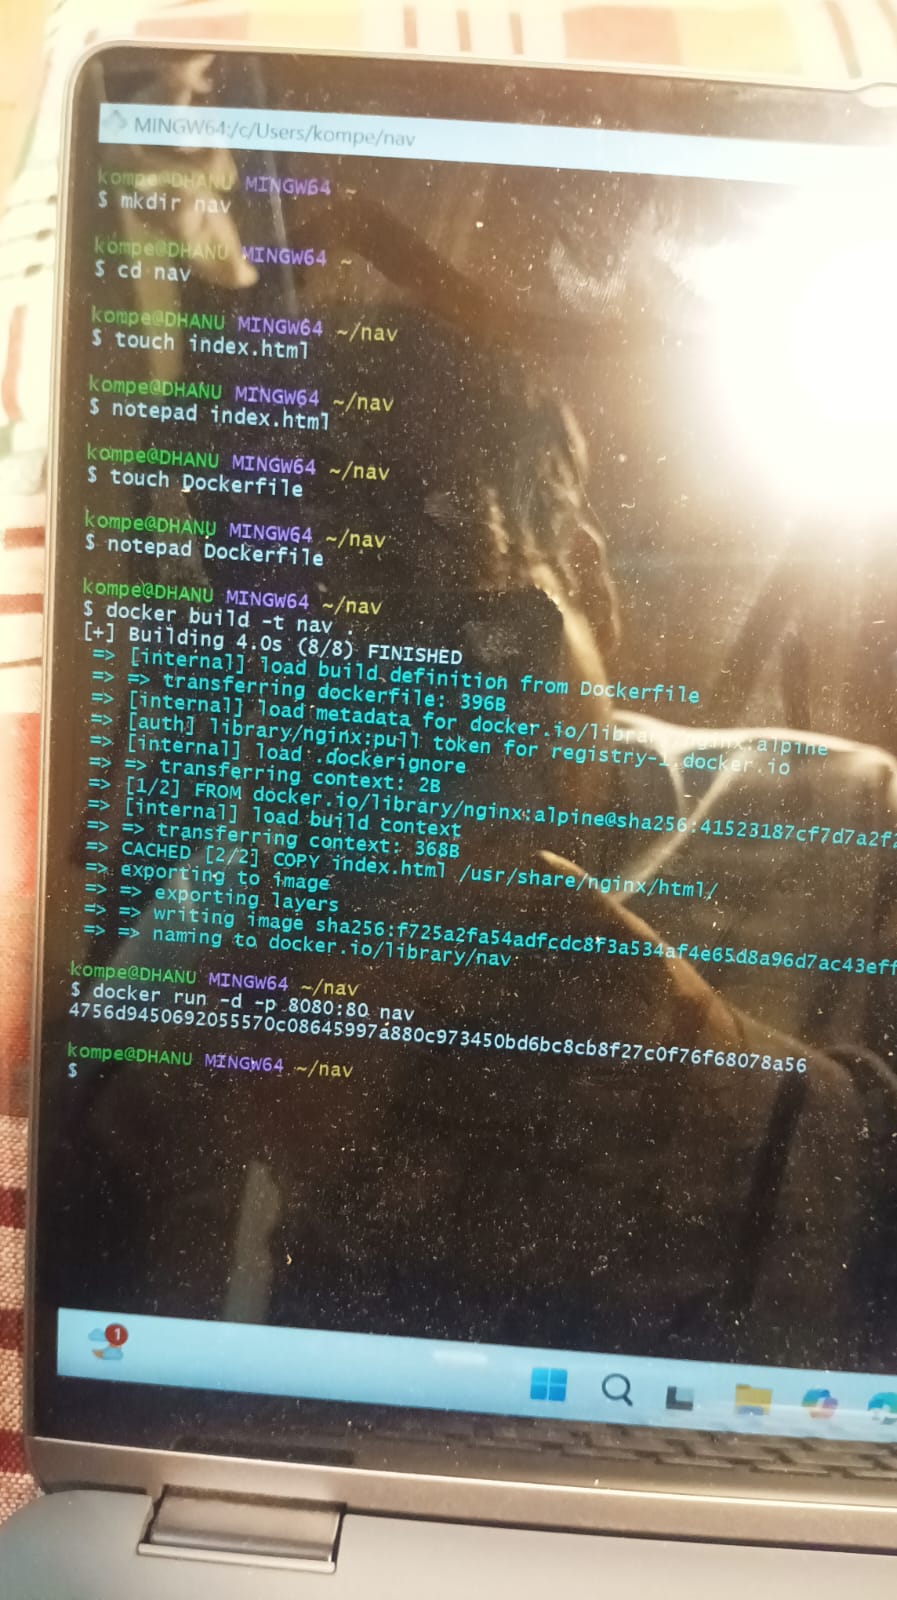 MINGW64:/c/Users/kompe/nav
kompe@DHANU MINGW64 ~
$ mkdir nav
kompe@DHANU MINGW64 ~
$ cd nav
kompe@DHANU MINGW64 ~/nav
$ touch index.html
kompe@DHANU MINGW64 ~/nav
$ notepad index.html
kompe@DHANU MINGW64 ~/nav
$ touch Dockerfile
kompe@DHANU MINGW64 ~/nav
$ notepad Dockerfile
kompe@DHANU MINGW64 ~/nav
$ docker build -t nav .
[+] Building 4.0s (8/8) FINISHED
=> [internal] load build definition from Dockerfile
=> => transferring dockerfile: 396B
=> [internal] load metadata for docker.io/library/nginx:alpine
=> [auth] library/nginx:pull token for registry-1.docker.io
=> [internal] load .dockerignore
=> => transferring context: 2B
=> [1/2] FROM docker.io/library/nginx:alpine@sha256:41523187cf7d7a2f2
=> [internal] load build context
=> => transferring context: 368B
=> CACHED [2/2] COPY index.html /usr/share/nginx/html/
=> exporting to image
=> => exporting layers
=> => writing image sha256:f725a2fa54adfcdc8f3a534af4e65d8a96d7ac43eff
=> => naming to docker.io/library/nav
kompe@DHANU MINGW64 ~/nav
$ docker run -d -p 8080:80 nav
4756d9450692055570c08645997a880c973450bd6bc8cb8f27c0f76f68078a56
kompe@DHANU MINGW64 ~/nav
$
1